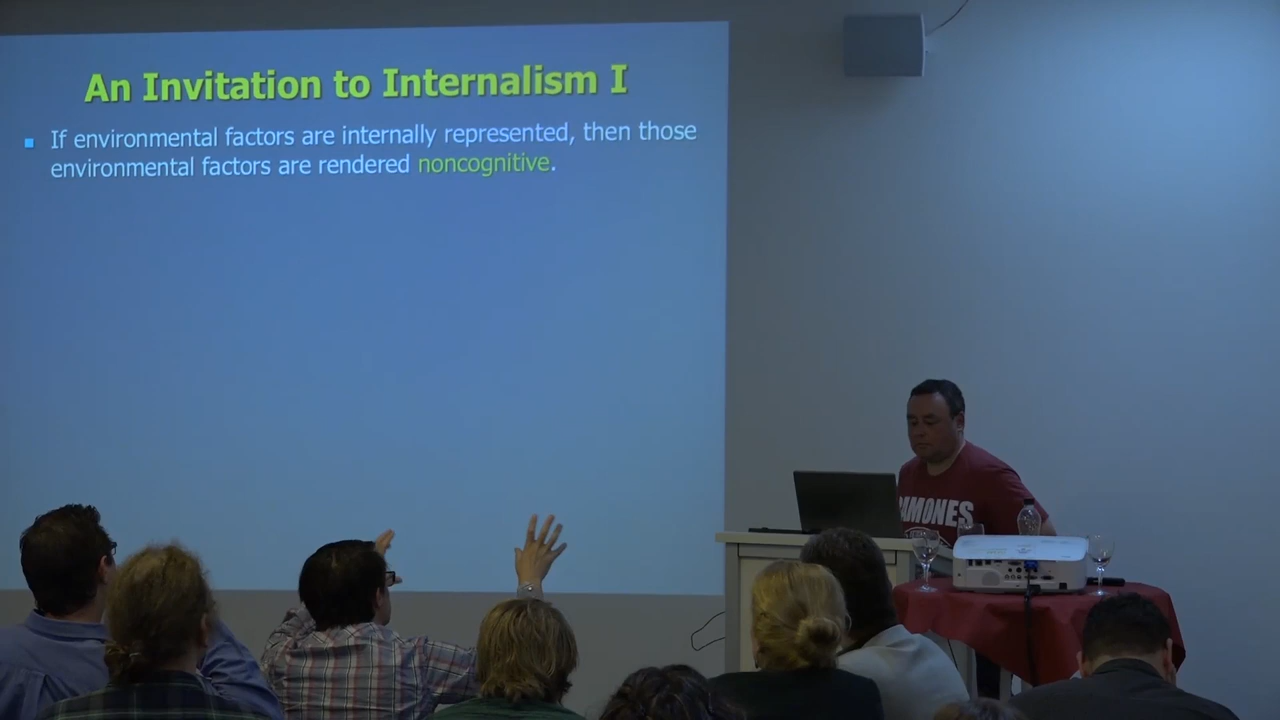 An Invitation to Internalism I
If environmental factors are internally represented, then those
environmental factors are rendered noncognitive.
AMONES